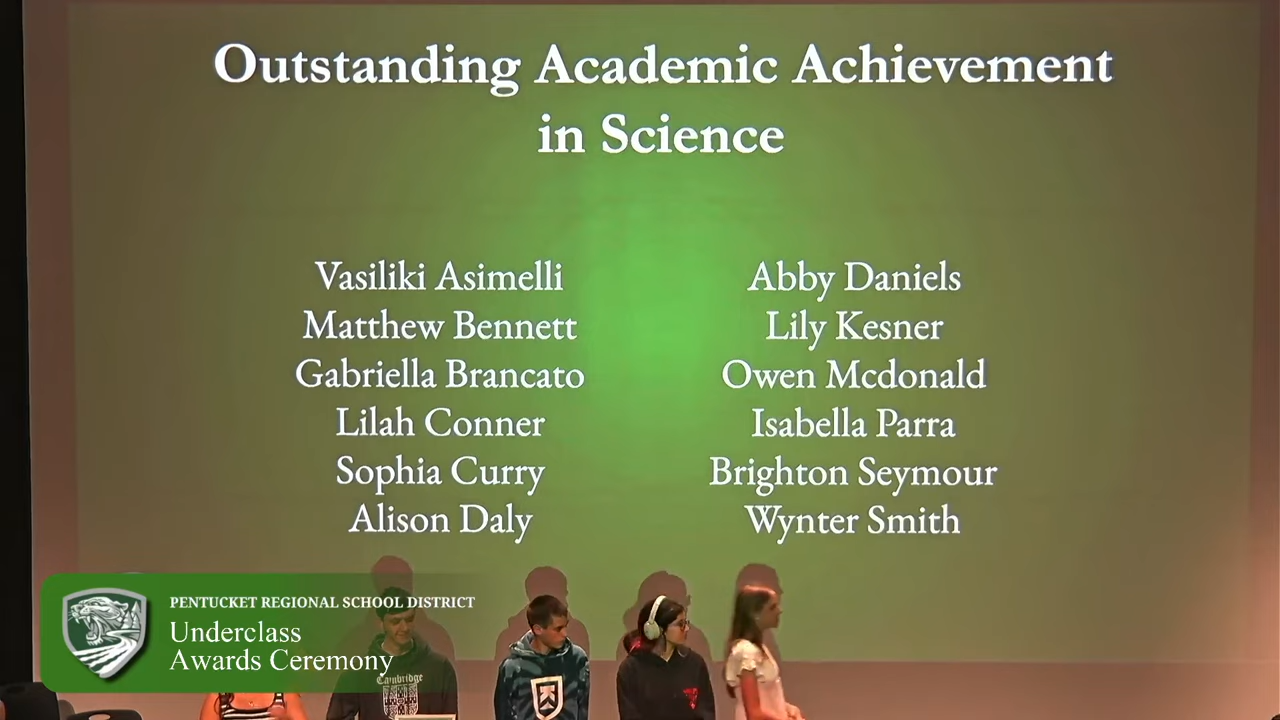 Outstanding Academic Achievement
in Science
Vasiliki Asimelli
Matthew Bennett
Gabriella Brancato
Lilah Conner
Sophia Curry
Alison Daly
Abby Daniels
Lily Kesner
Owen Mcdonald
Isabella Parra
Brighton Seymour
Wynter Smith
PENTUCKET REGIONAL SCHOOL DISTRICT
Underclass
Awards Ceremony
Cambridge